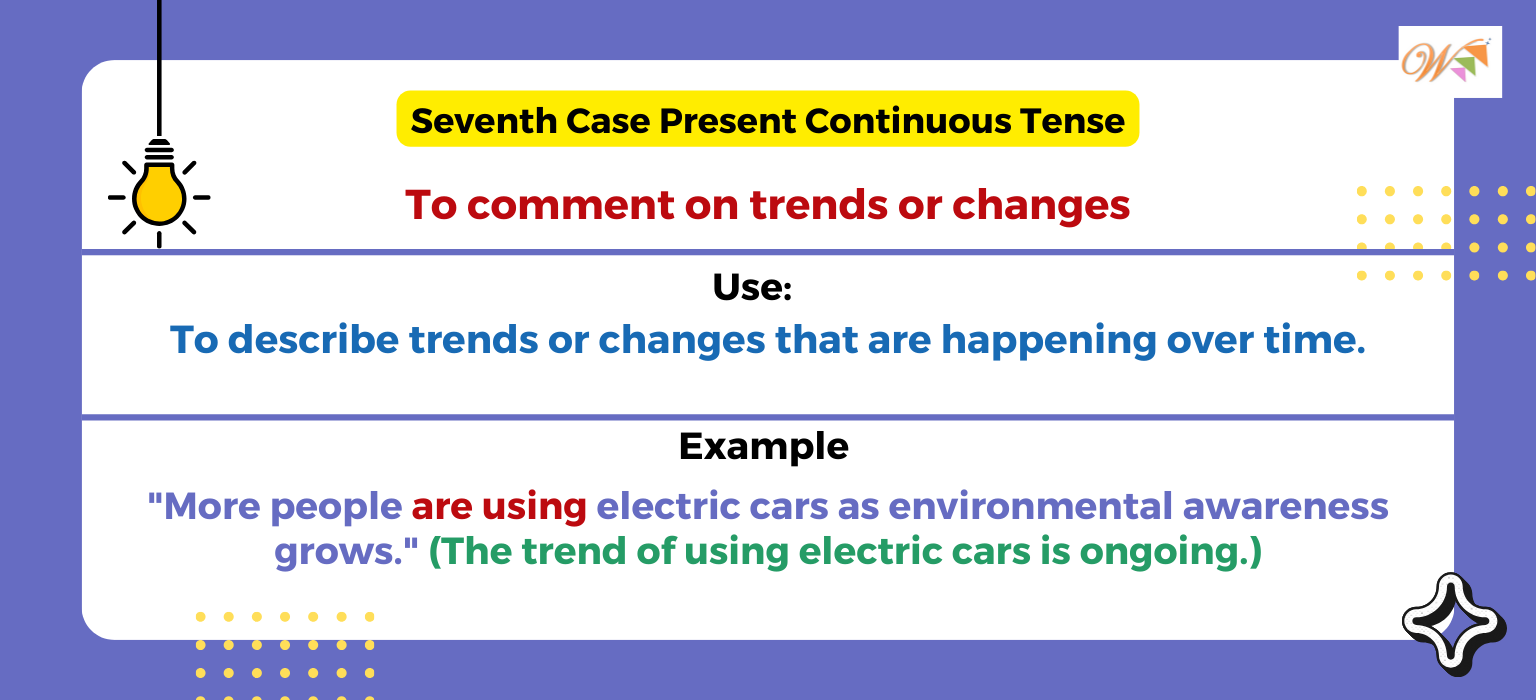 W
Seventh Case Present Continuous Tense
To comment on trends or changes
Use:
To describe trends or changes that are happening over time.
Example
"More people are using electric cars as environmental awareness
grows." (The trend of using electric cars is ongoing.)